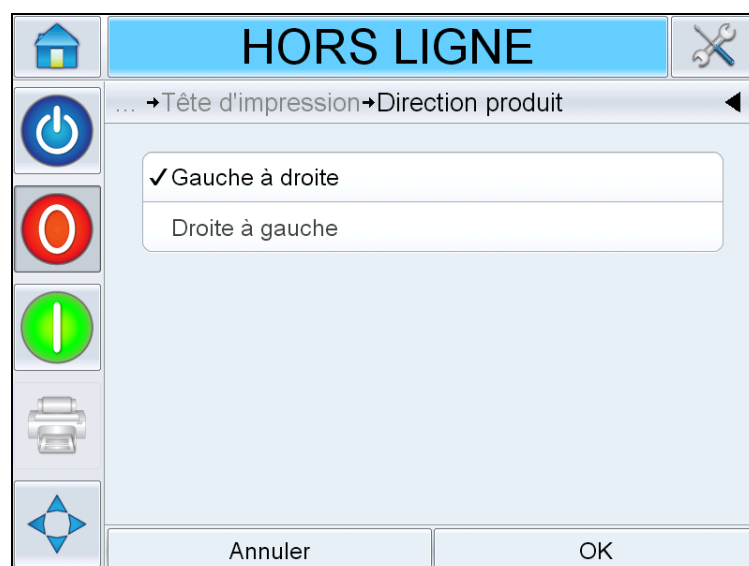 HORS LIGNE
... →Tête d'impression→Direction produit
✓Gauche à droite
Droite à gauche
Annuler OK